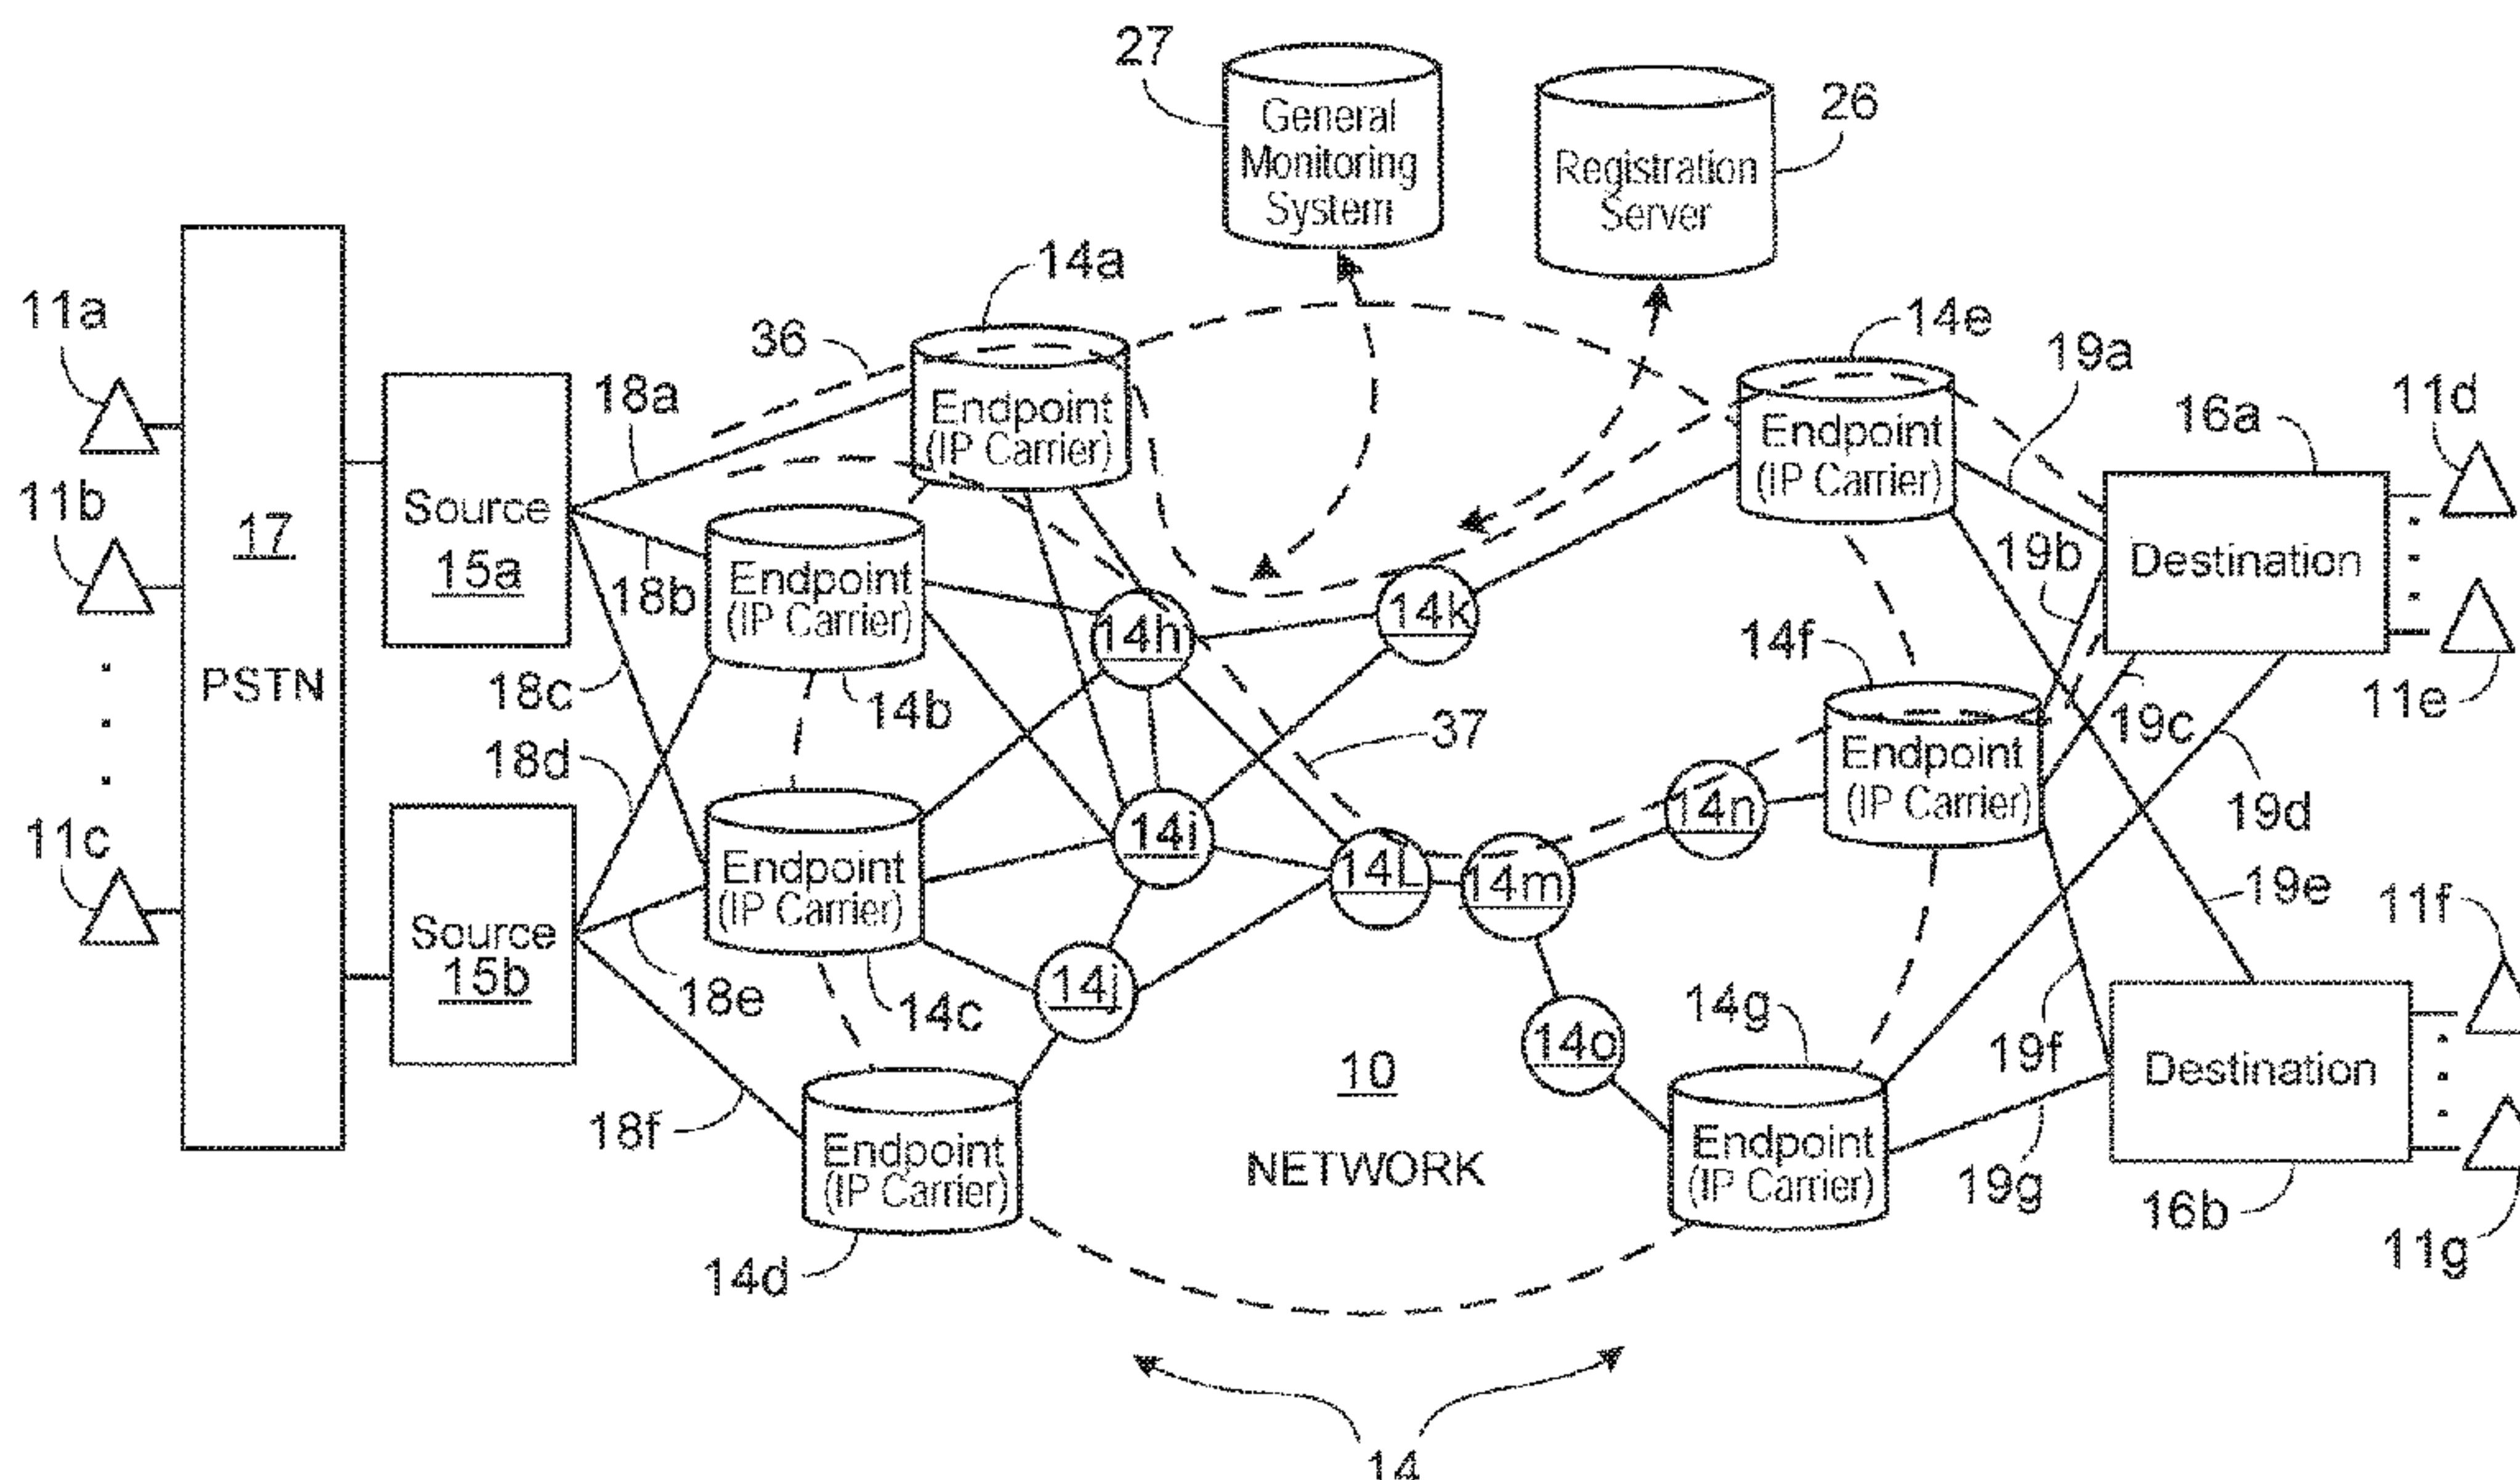 27
General
Monitoring
System
26
Registration
Server
14a
11a
36
18a
Endpoint
(IP Carrier)
14e
19a
Endpoint
(IP Carrier)
16a
11d
11b
17
PSTN
Source
15a
18b
Endpoint
(IP Carrier)
14b
14h
14k
19b
Destination
11e
18c
18d
14f
37
19c
19d
Endpoint
(IP Carrier)
11c
Source
15b
Endpoint
(IP Carrier)
14c
14i
14L
14m
14n
19e
11f
18e
14j
14o
14g
19f
Destination
18f
Endpoint
(IP Carrier)
14d
10
NETWORK
Endpoint
(IP Carrier)
19g
16b
11g
14